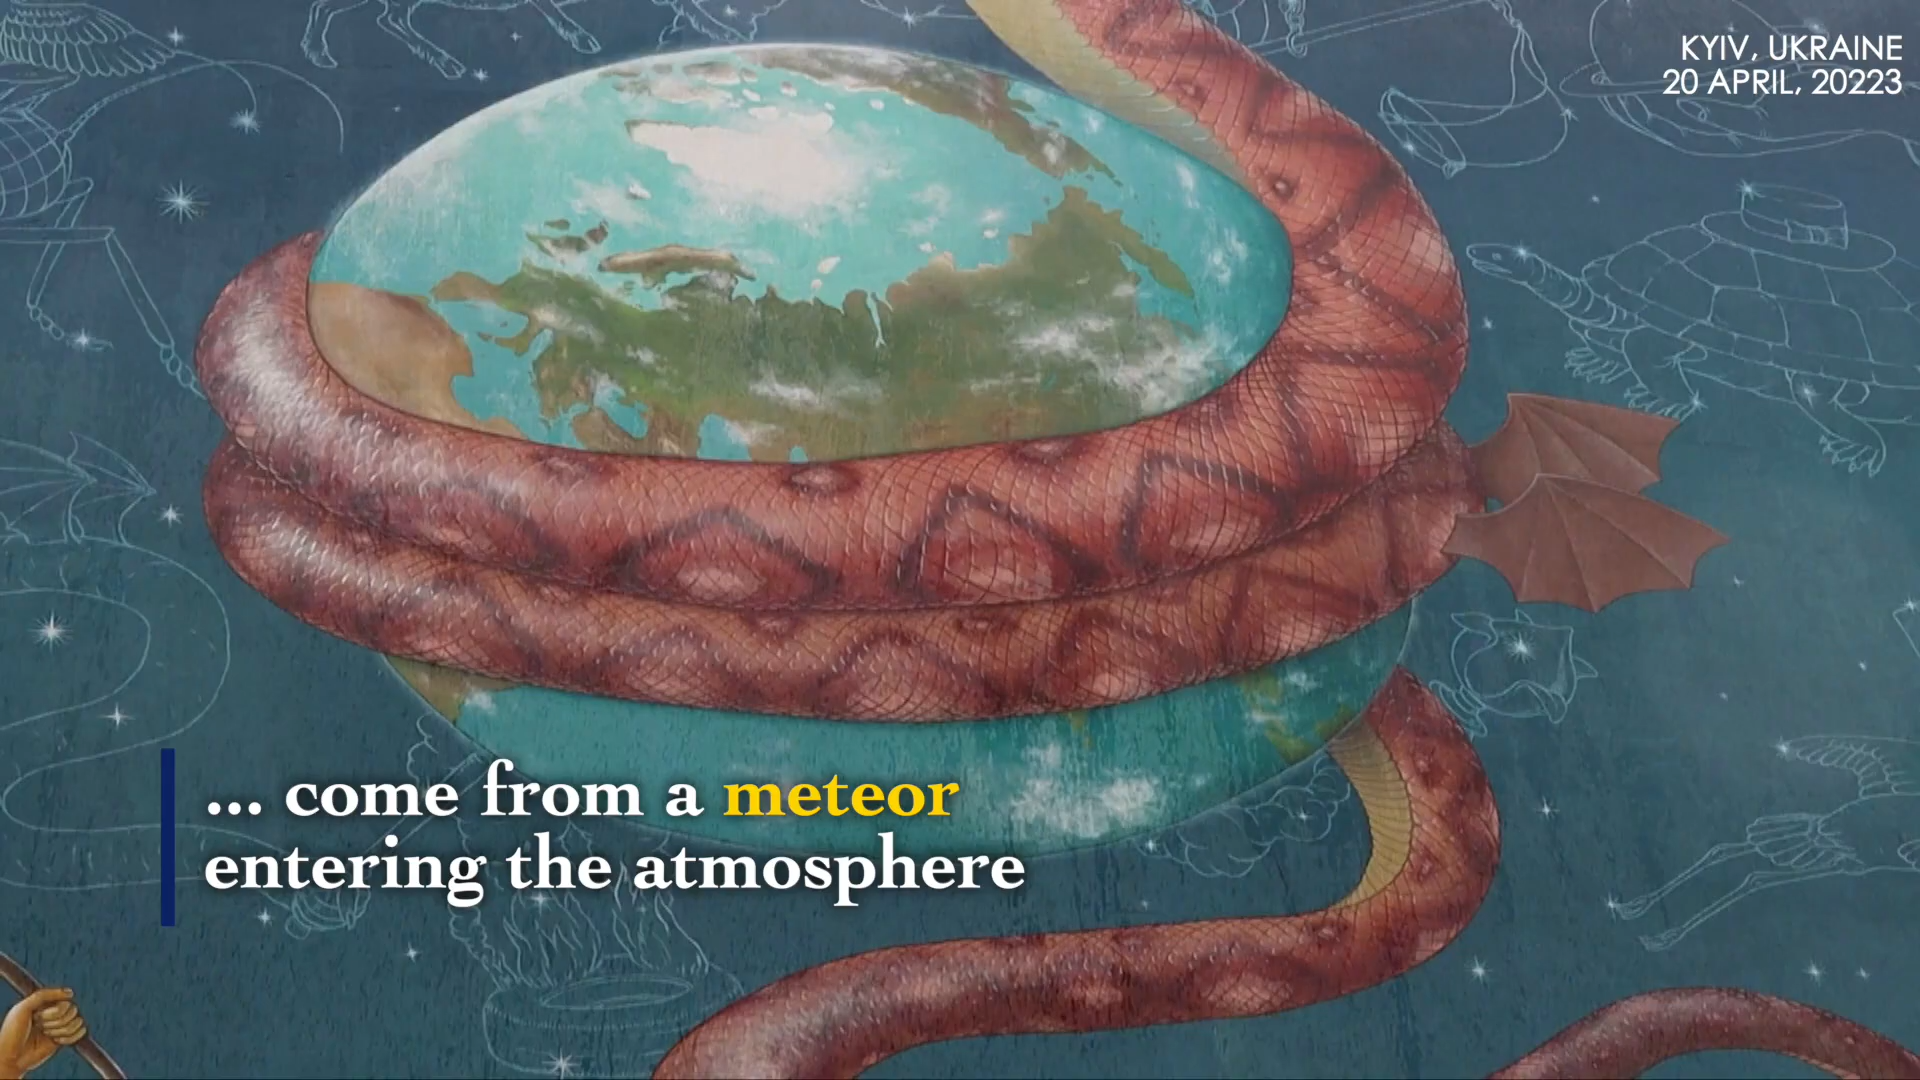 KYIV, UKRAINE
20 APRIL, 20223
... come from a meteor
entering the atmosphere